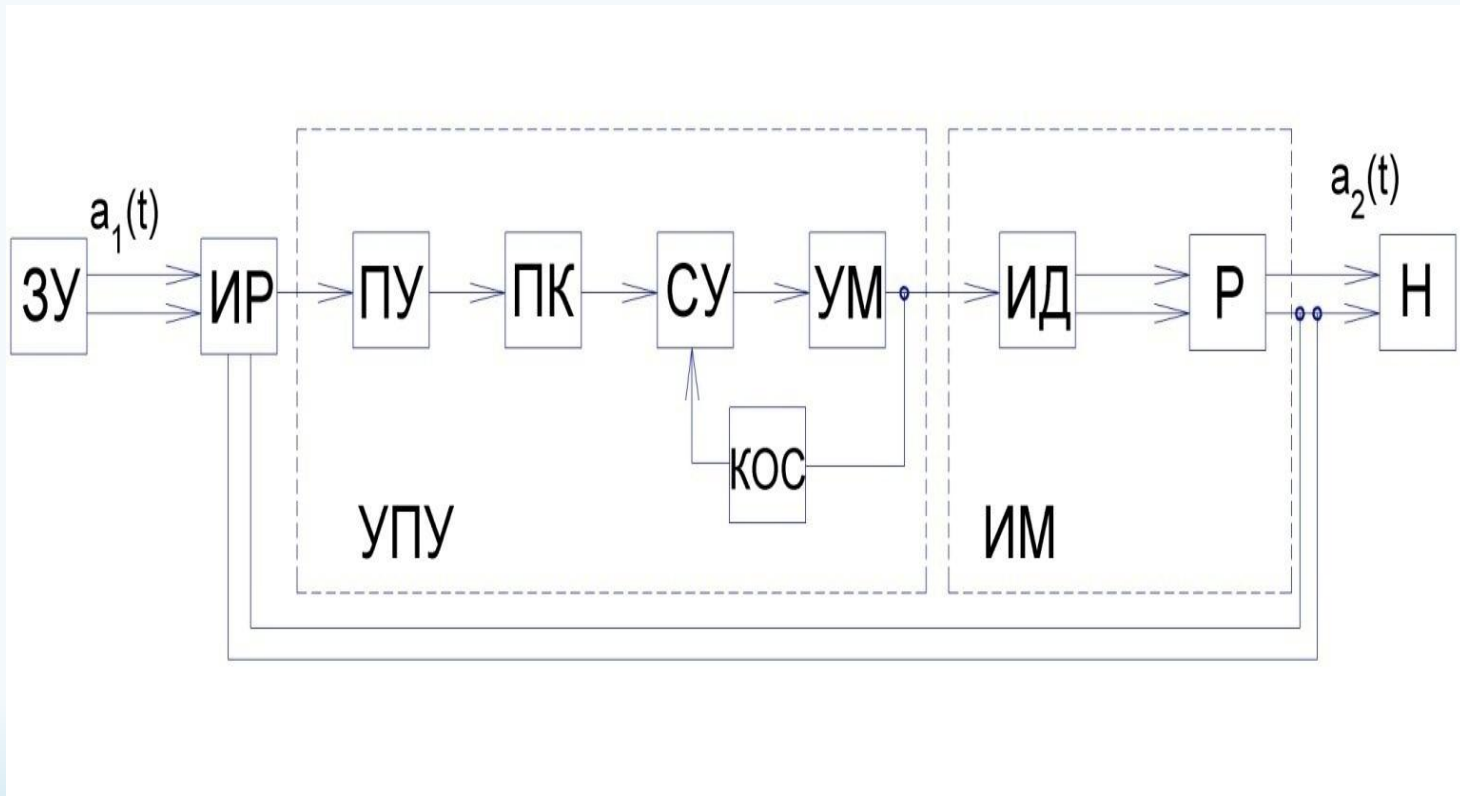 a₁(t)
a₂(t)
ЗУ
ИР
ПУ
ПК
СУ
УМ
ИД
Р
Н
КОС
УПУ
ИМ